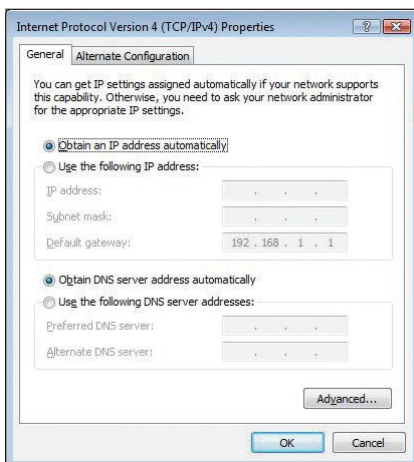 Internet Protocol Version 4 (TCP/IPv4) Properties
General
Alternate Configuration
You can get IP settings assigned automatically if your network supports
this capability. Otherwise, you need to ask your network administrator
for the appropriate IP settings.
Obtain an IP address automatically
Use the following IP address:
IP address:
Subnet mask:
Default gateway: 192 . 168 . 1 . 1
Obtain DNS server address automatically
Use the following DNS server addresses:
Preferred DNS server:
Alternate DNS server:
Advanced...
OK
Cancel